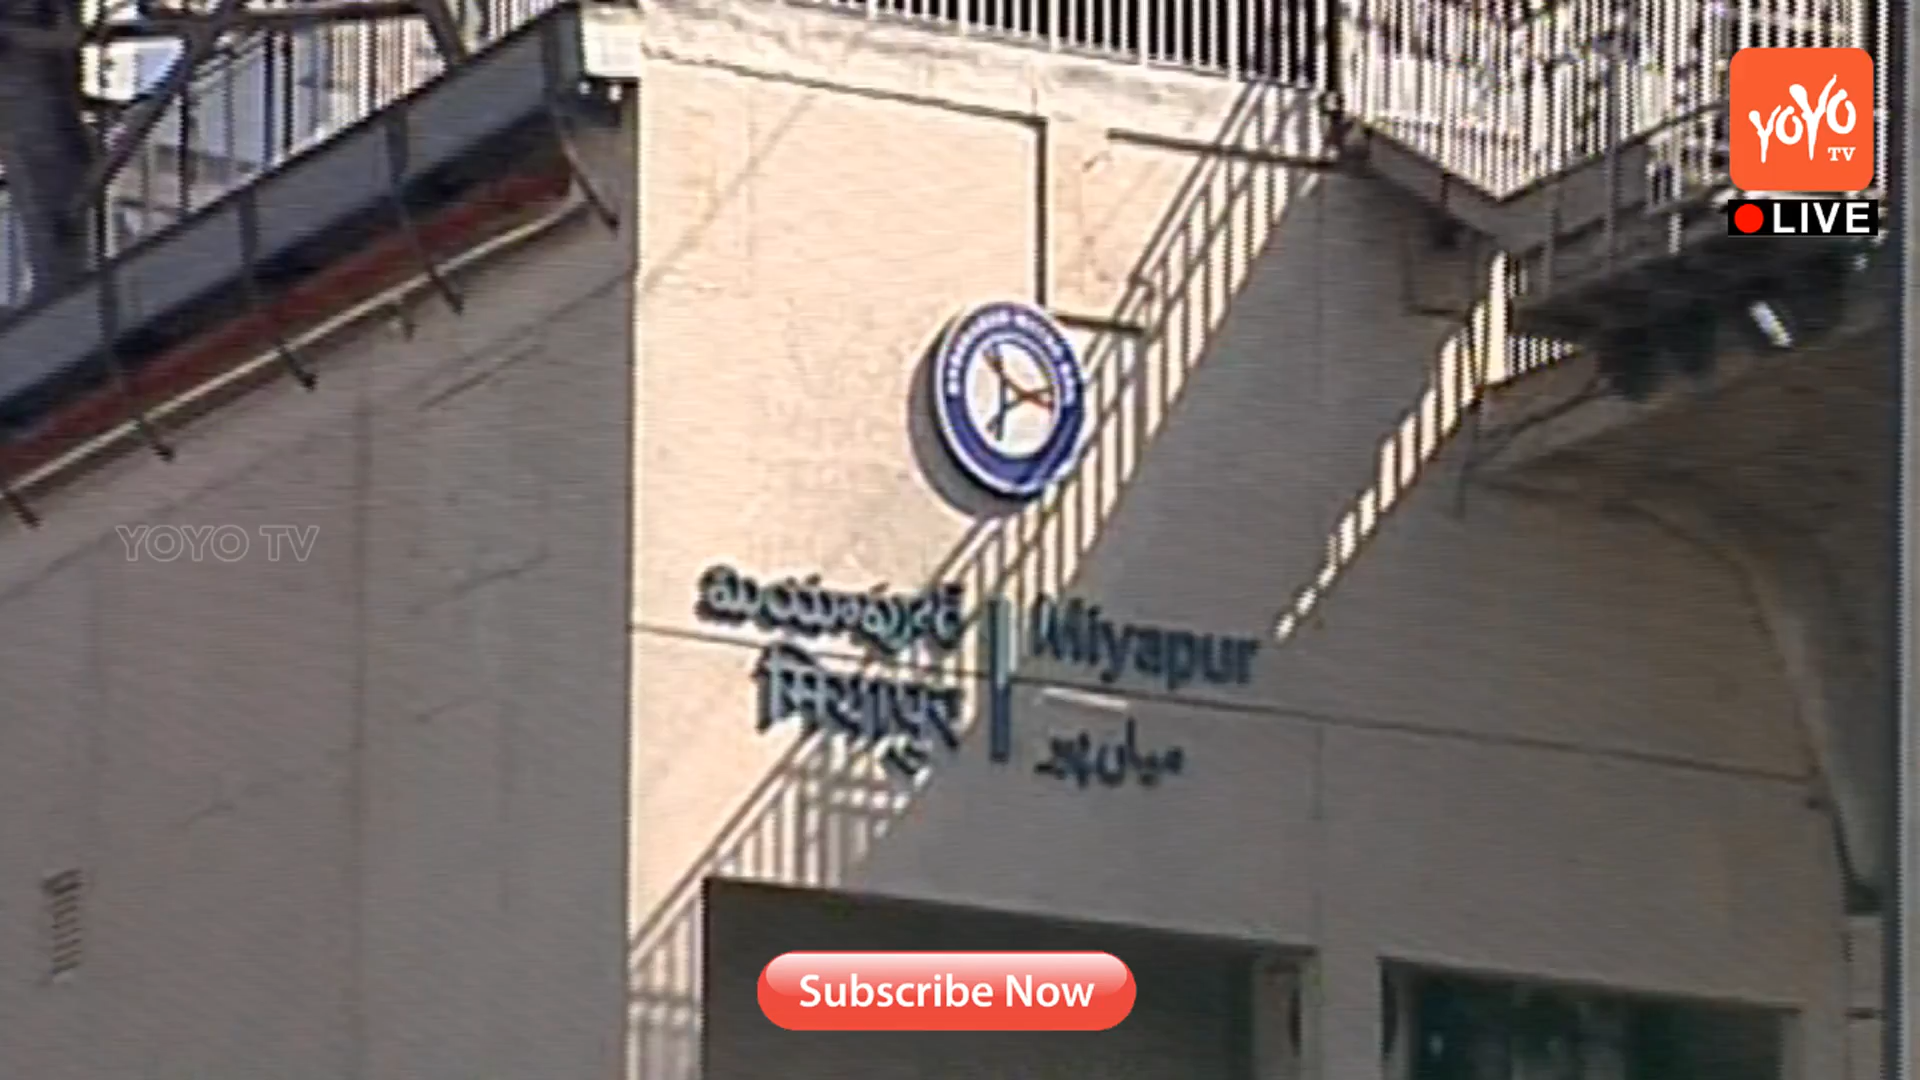 YOYO
TV
LIVE
YOYO TV
మియాపూర్
Miyapur
मियापुर
میاں پور
Subscribe Now